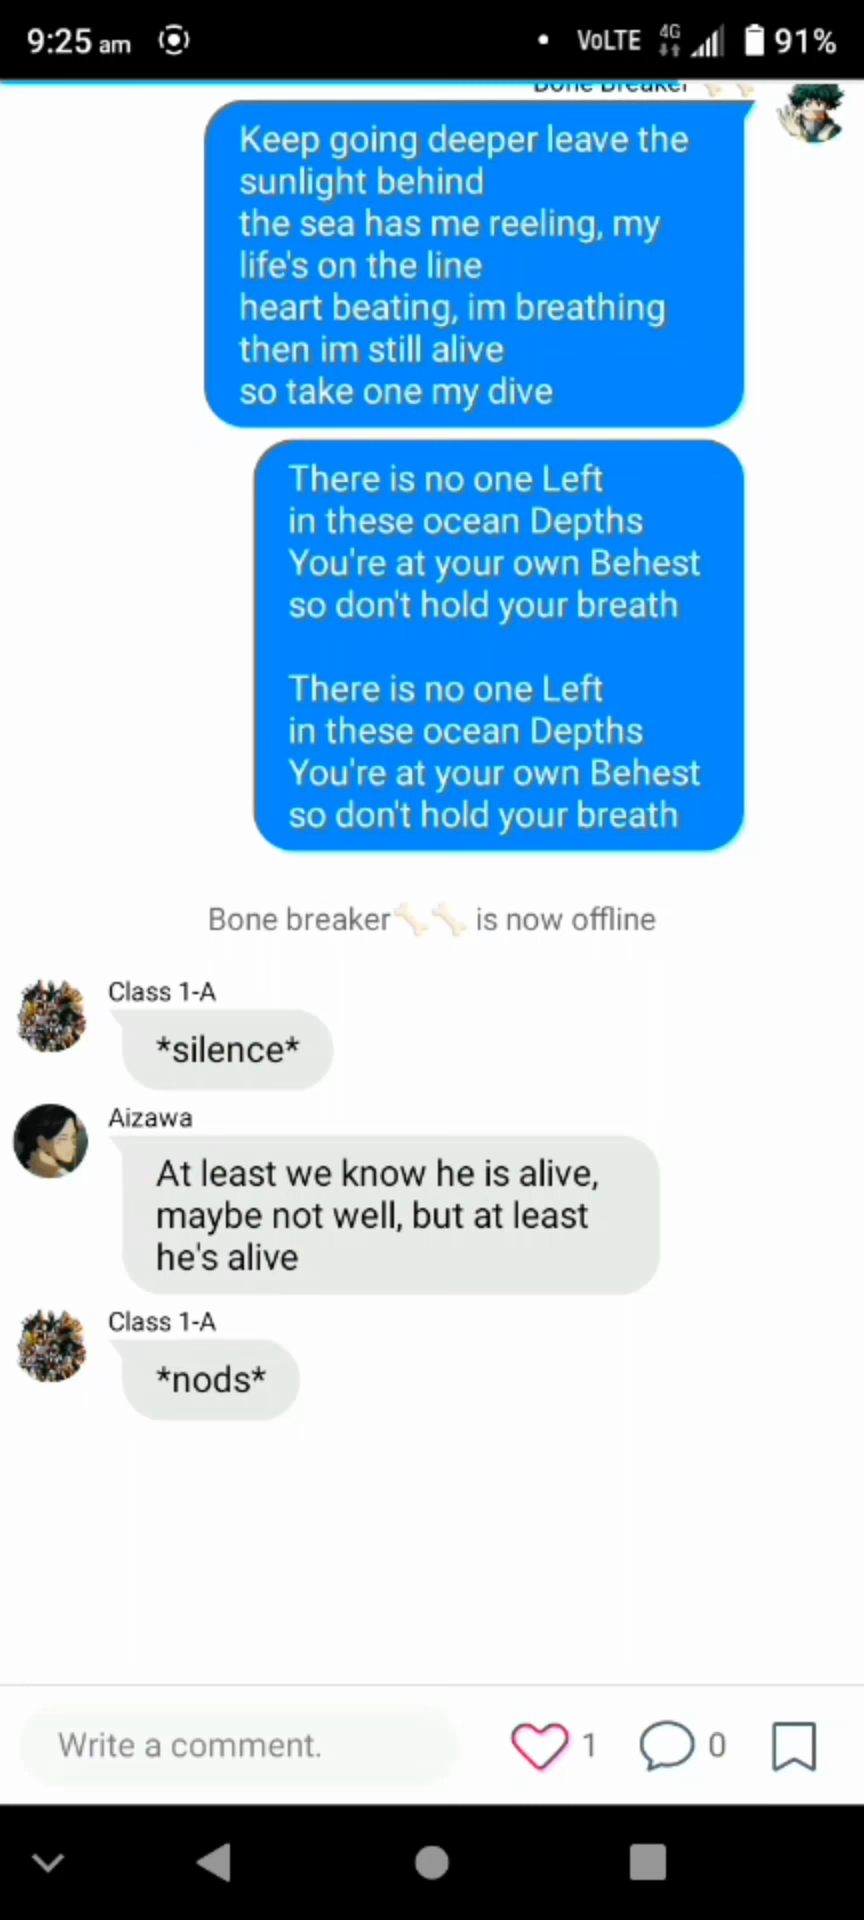 9:25 am
VoLTE 4G 91%
Bone breaker
Keep going deeper leave the
sunlight behind
the sea has me reeling, my
life's on the line
heart beating, im breathing
then im still alive
so take one my dive
There is no one Left
in these ocean Depths
You're at your own Behest
so don't hold your breath
There is no one Left
in these ocean Depths
You're at your own Behest
so don't hold your breath
Bone breaker🦴🦴 is now offline
Class 1-A
*silence*
Aizawa
At least we know he is alive,
maybe not well, but at least
he's alive
Class 1-A
*nods*
Write a comment.
1
0